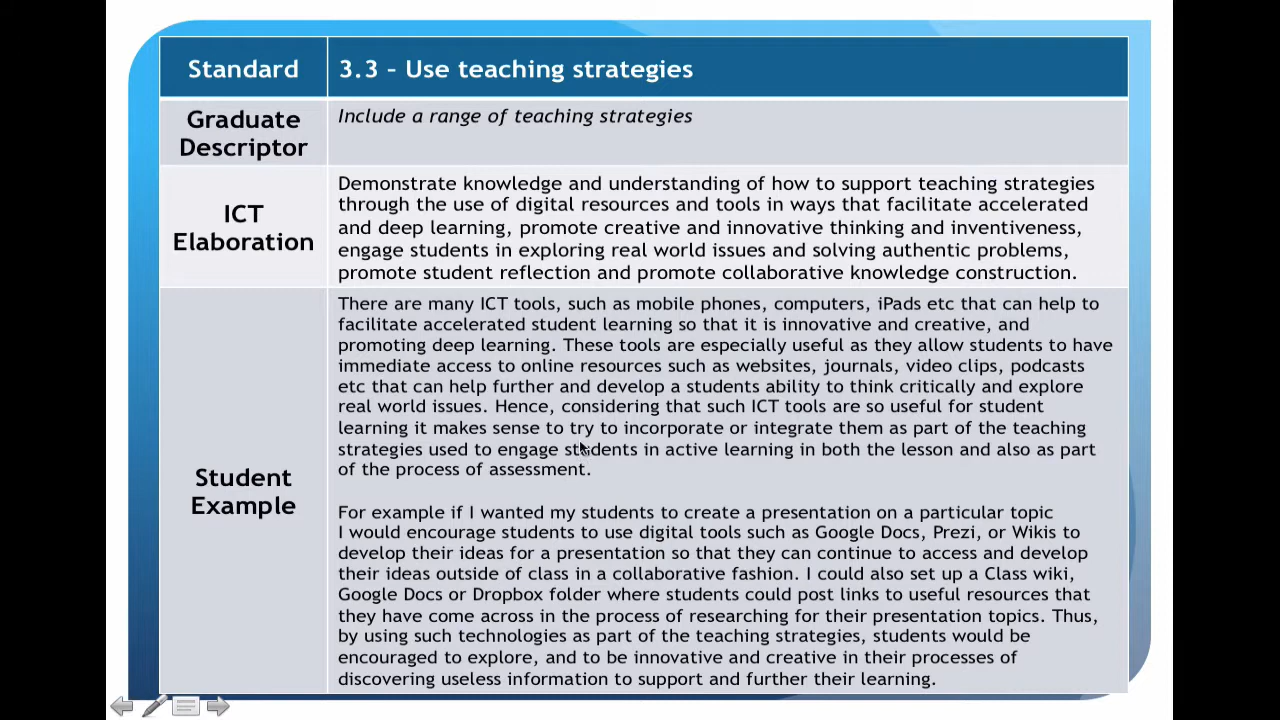 Standard
3.3 – Use teaching strategies
Graduate
Descriptor
Include a range of teaching strategies
ICT
Elaboration
Demonstrate knowledge and understanding of how to support teaching strategies
through the use of digital resources and tools in ways that facilitate accelerated
and deep learning, promote creative and innovative thinking and inventiveness,
engage students in exploring real world issues and solving authentic problems,
promote student reflection and promote collaborative knowledge construction.
Student
Example
There are many ICT tools, such as mobile phones, computers, iPads etc that can help to
facilitate accelerated student learning so that it is innovative and creative, and
promoting deep learning. These tools are especially useful as they allow students to have
immediate access to online resources such as websites, journals, video clips, podcasts
etc that can help further and develop a students ability to think critically and explore
real world issues. Hence, considering that such ICT tools are so useful for student
learning it makes sense to try to incorporate or integrate them as part of the teaching
strategies used to engage students in active learning in both the lesson and also as part
of the process of assessment.
For example if I wanted my students to create a presentation on a particular topic
I would encourage students to use digital tools such as Google Docs, Prezi, or Wikis to
develop their ideas for a presentation so that they can continue to access and develop
their ideas outside of class in a collaborative fashion. I could also set up a Class wiki,
Google Docs or Dropbox folder where students could post links to useful resources that
they have come across in the process of researching for their presentation topics. Thus,
by using such technologies as part of the teaching strategies, students would be
encouraged to explore, and to be innovative and creative in their processes of
discovering useless information to support and further their learning.